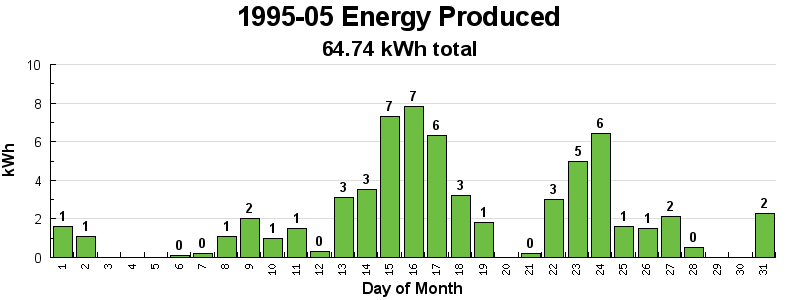 1995-05 Energy Produced
64.74 kWh total
10
8
6
4
2
0
kWh
1 1 0 0 1 2 1 1 0 3 3 7 7 6 3 1 0 3 5 6 1 1 2 0 2
1 2 3 4 5 6 7 8 9 10 11 12 13 14 15 16 17 18 19 20 21 22 23 24 25 26 27 28 29 30 31
Day of Month